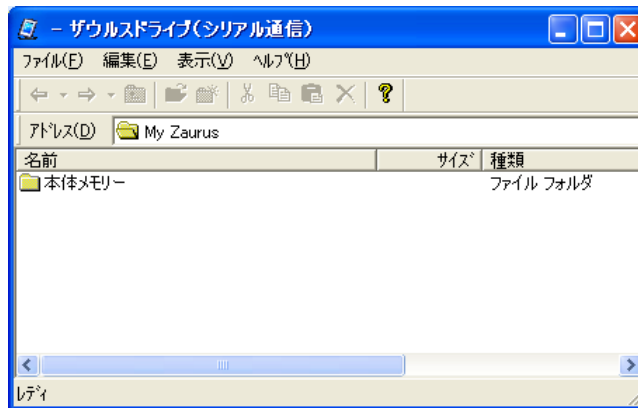 - ザウルスドライブ(シリアル通信)
ファイル(F) 編集(E) 表示(V) ヘルプ(H)
アドレス(D) My Zaurus
名前 サイズ 種類
本体メモリー ファイル フォルダ
レディ